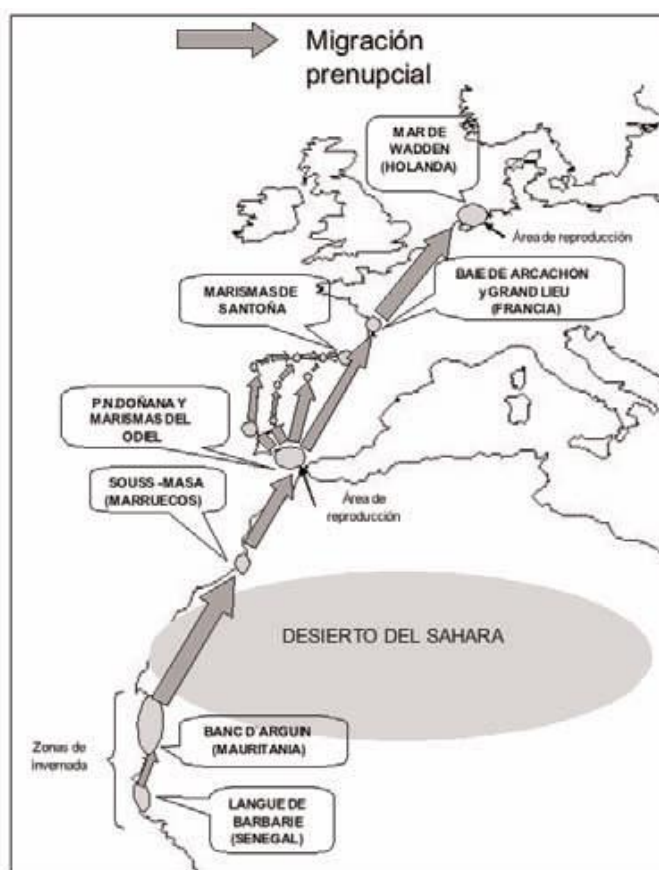 Migración
prenupcial
MAR DE
WADDEN
(HOLANDA)
Área de reproducción
BAIE DE ARCACHON
y GRAND LIEU
(FRANCIA)
MARISMAS DE
SANTOÑA
P.N.DOÑANA Y
MARISMAS DEL
ODIEL
SOUSS -MASA
(MARRUECOS)
Área de
reproducción
DESIERTO DEL SAHARA
Zonas de
invernada
BANC D´ARGUIN
(MAURITANIA)
LANGUE DE
BARBARIE
(SENEGAL)